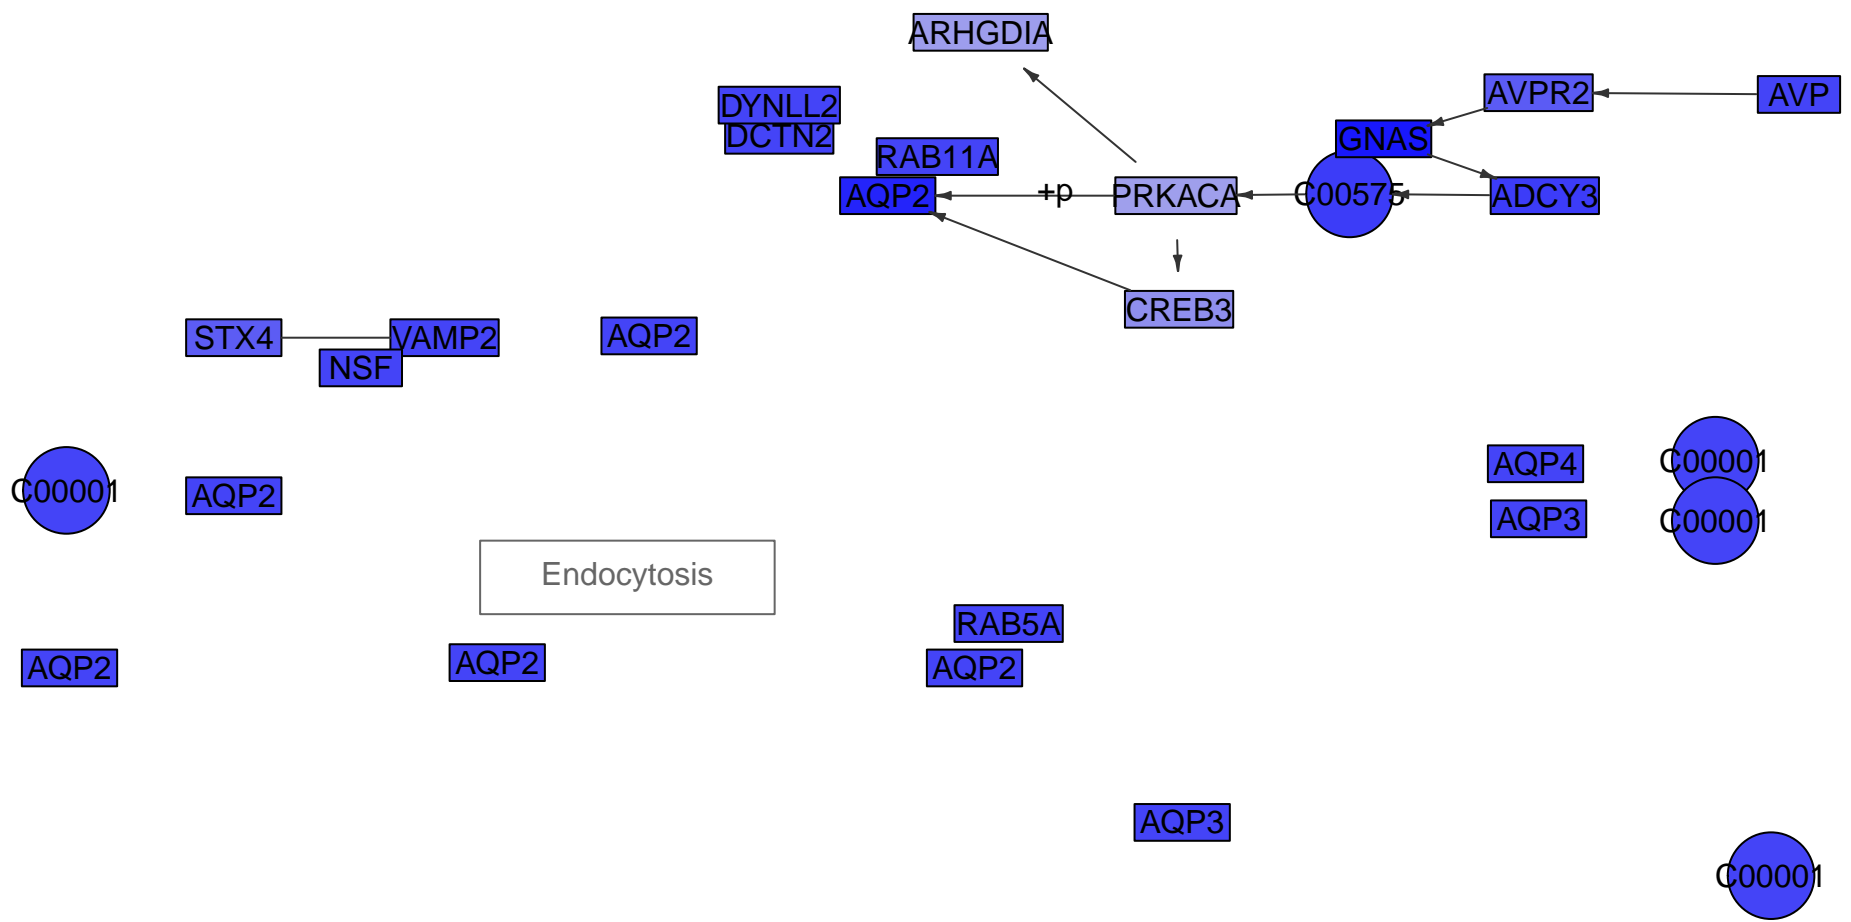 ARHGDIA
DYNLL2
AVPR2
AVP
DCTN2
GNAS
RAB11A
AQP2
+p
PRKACA
C00575
ADCY3
CREB3
STX4
VAMP2
AQP2
NSF
C00001
AQP2
AQP4
C00001
AQP3
C00001
Endocytosis
RAB5A
AQP2
AQP2
AQP2
AQP3
C00001